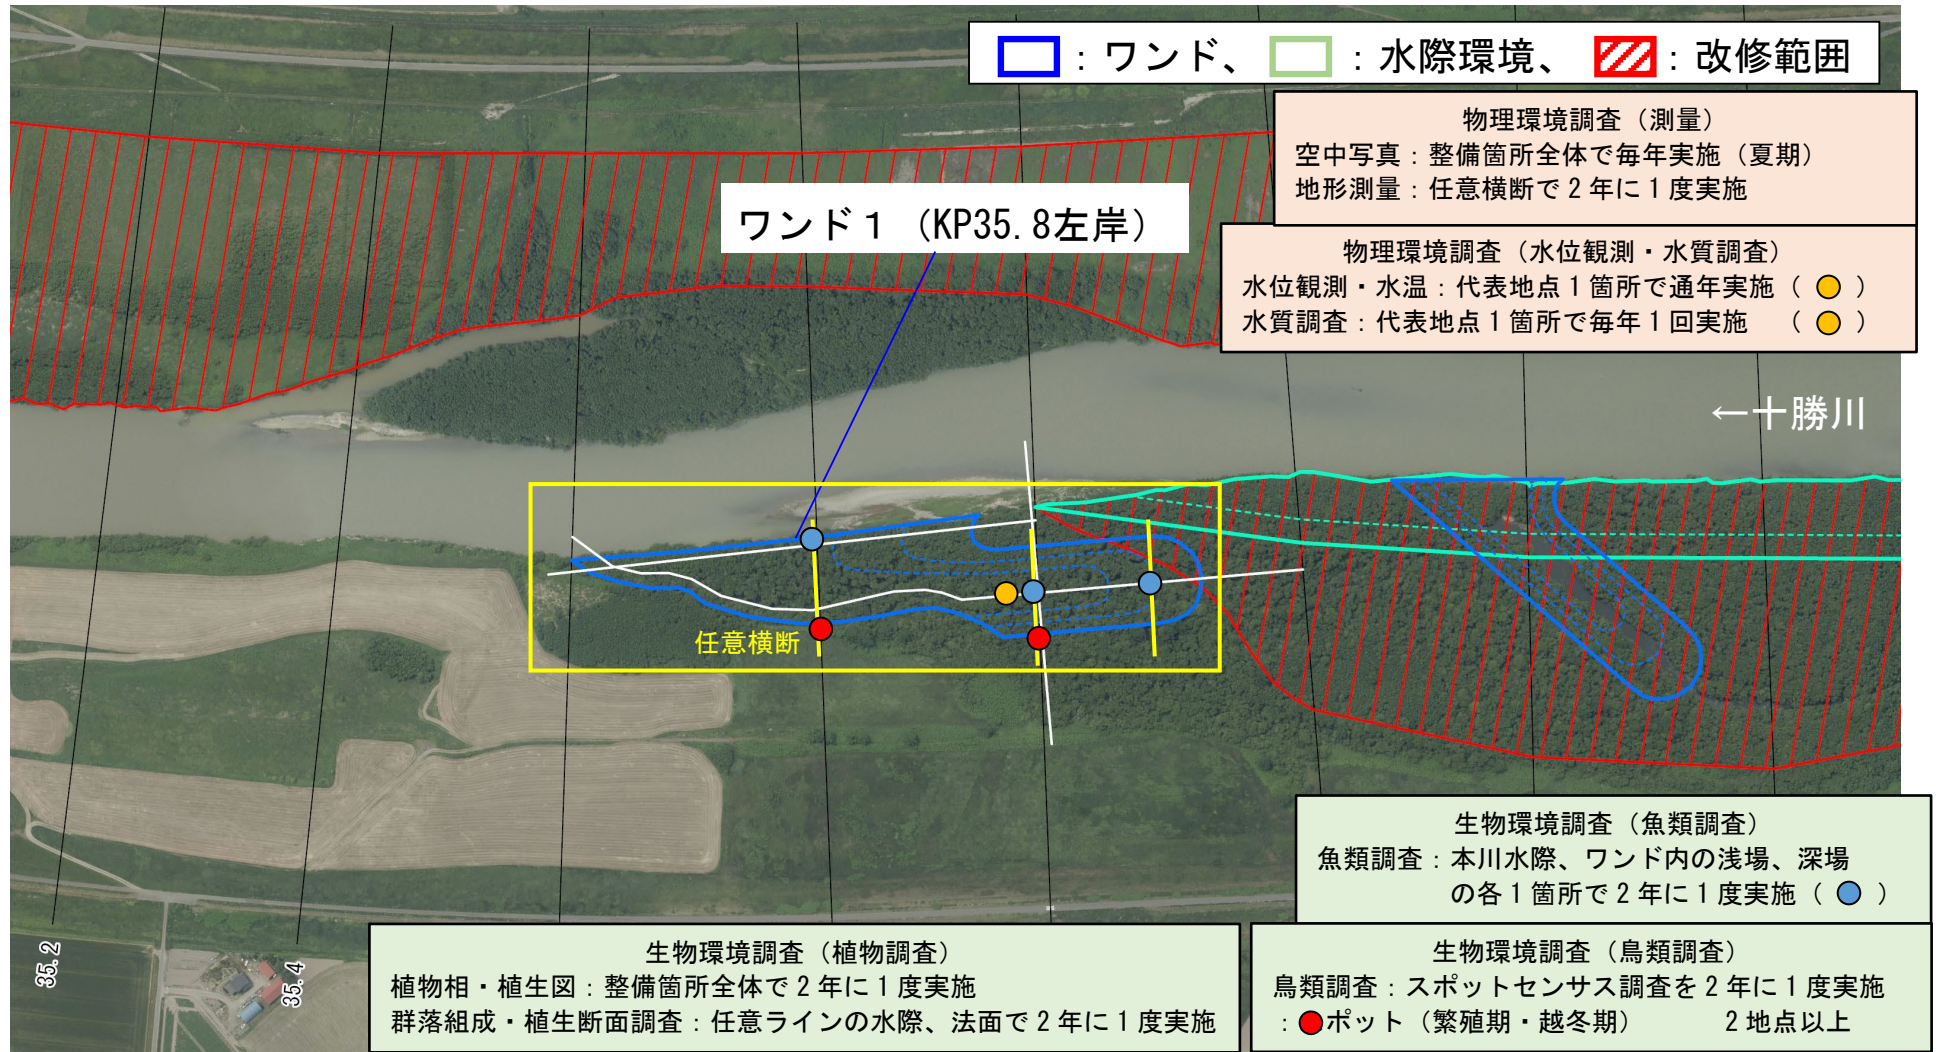 ：ワンド、　：水際環境、　：改修範囲
物理環境調査（測量）
空中写真：整備箇所全体で毎年実施（夏期）
地形測量：任意横断で２年に１度実施
ワンド１（KP35.8左岸）
物理環境調査（水位観測・水質調査）
水位観測・水温：代表地点１箇所で通年実施（　）
水質調査：代表地点１箇所で毎年１回実施　（　）
←十勝川
任意横断
生物環境調査（魚類調査）
魚類調査：本川水際、ワンド内の浅場、深場
の各１箇所で２年に１度実施（　）
35.2
35.4
生物環境調査（植物調査）
植物相・植生図：整備箇所全体で２年に１度実施
群落組成・植生断面調査：任意ラインの水際、法面で２年に１度実施
生物環境調査（鳥類調査）
鳥類調査：スポットセンサス調査を２年に１度実施
：ポット（繁殖期・越冬期）　２地点以上